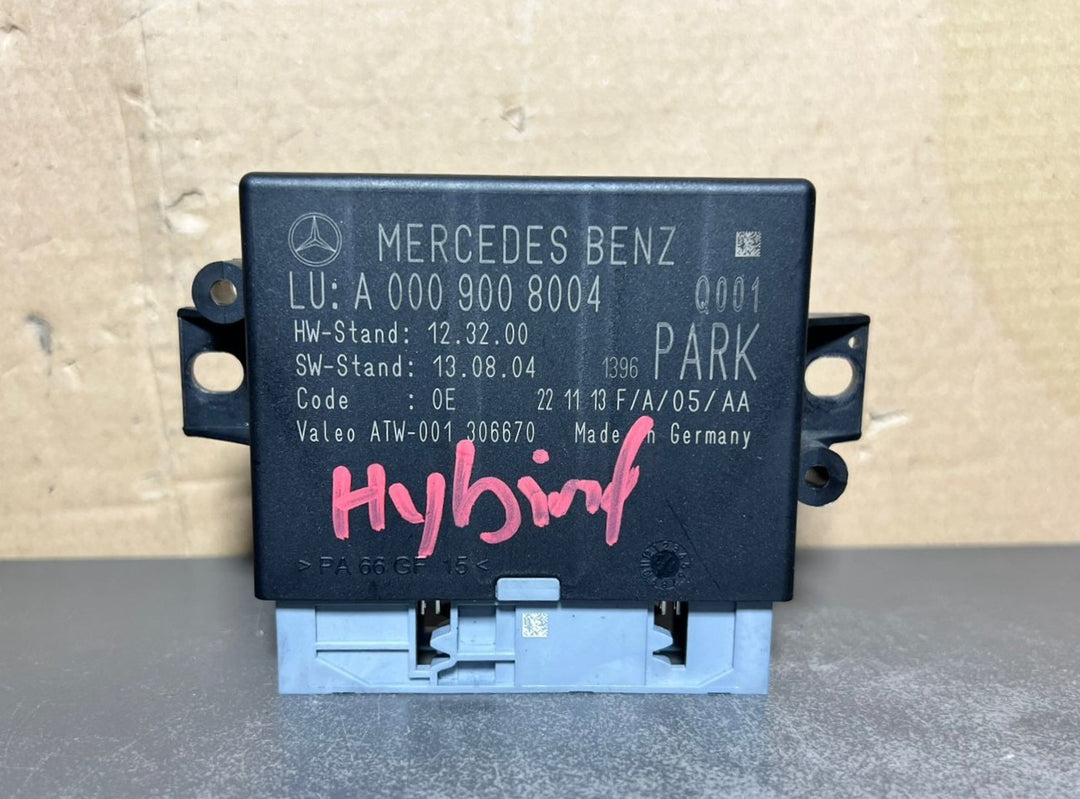 MERCEDES BENZ
LU: A 000 900 8004 Q001
HW-Stand: 12.32.00
SW-Stand: 13.08.04 1396 PARK
Code : 0E 22 11 13 F/A/05/AA
Valeo ATW-001 306670 Made in Germany
Hybird
> PA 66 GF 15 <